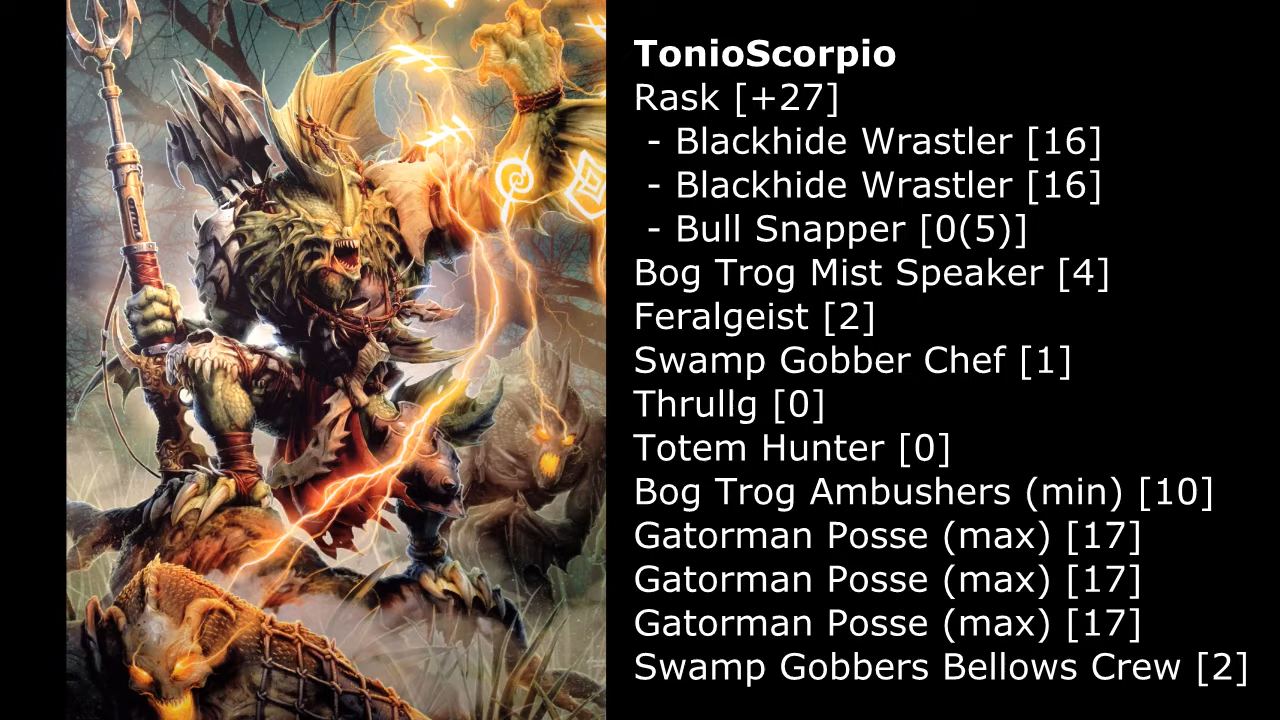 TonioScorpio
Rask [+27]
- Blackhide Wrastler [16]
- Blackhide Wrastler [16]
- Bull Snapper [0(5)]
Bog Trog Mist Speaker [4]
Feralgeist [2]
Swamp Gobber Chef [1]
Thrullg [0]
Totem Hunter [0]
Bog Trog Ambushers (min) [10]
Gatorman Posse (max) [17]
Gatorman Posse (max) [17]
Gatorman Posse (max) [17]
Swamp Gobbers Bellows Crew [2]